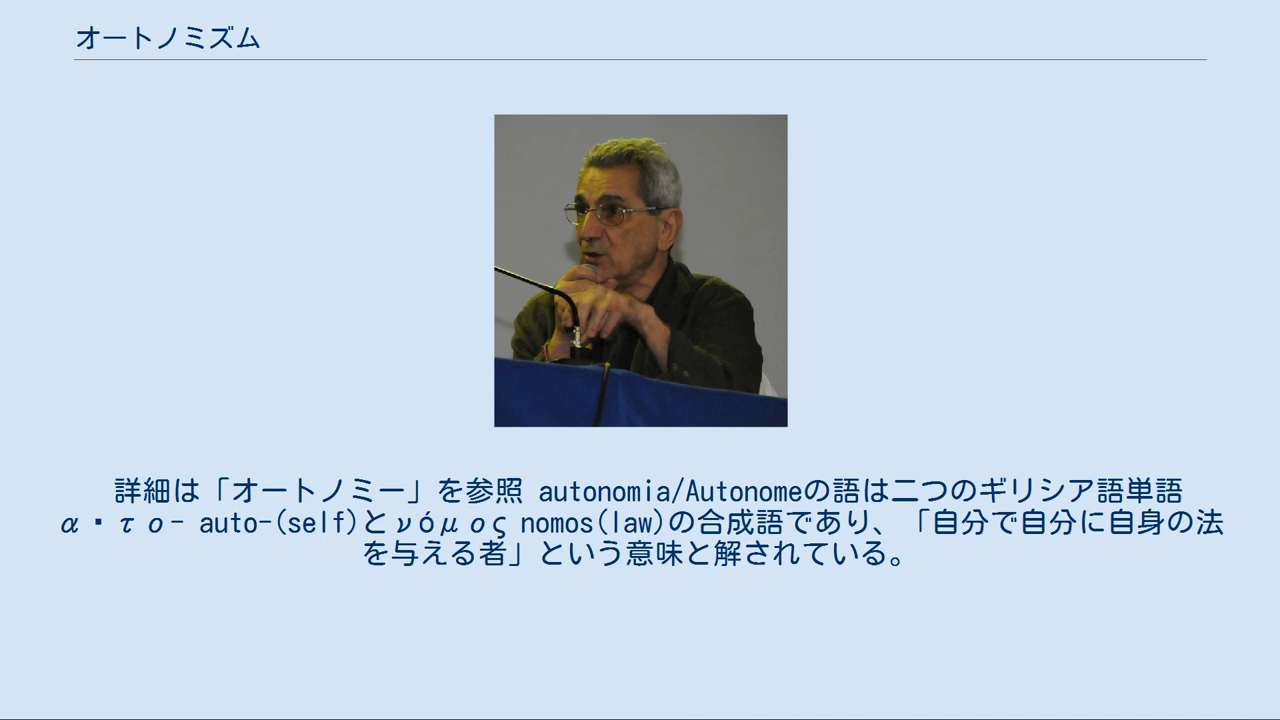 オートノミズム
詳細は「オートノミー」を参照 autonomia/Autonomeの語は二つのギリシア語単語
α・το- auto-(self)とνόμος nomos(law)の合成語であり、「自分で自分に自身の法
を与える者」という意味と解されている。